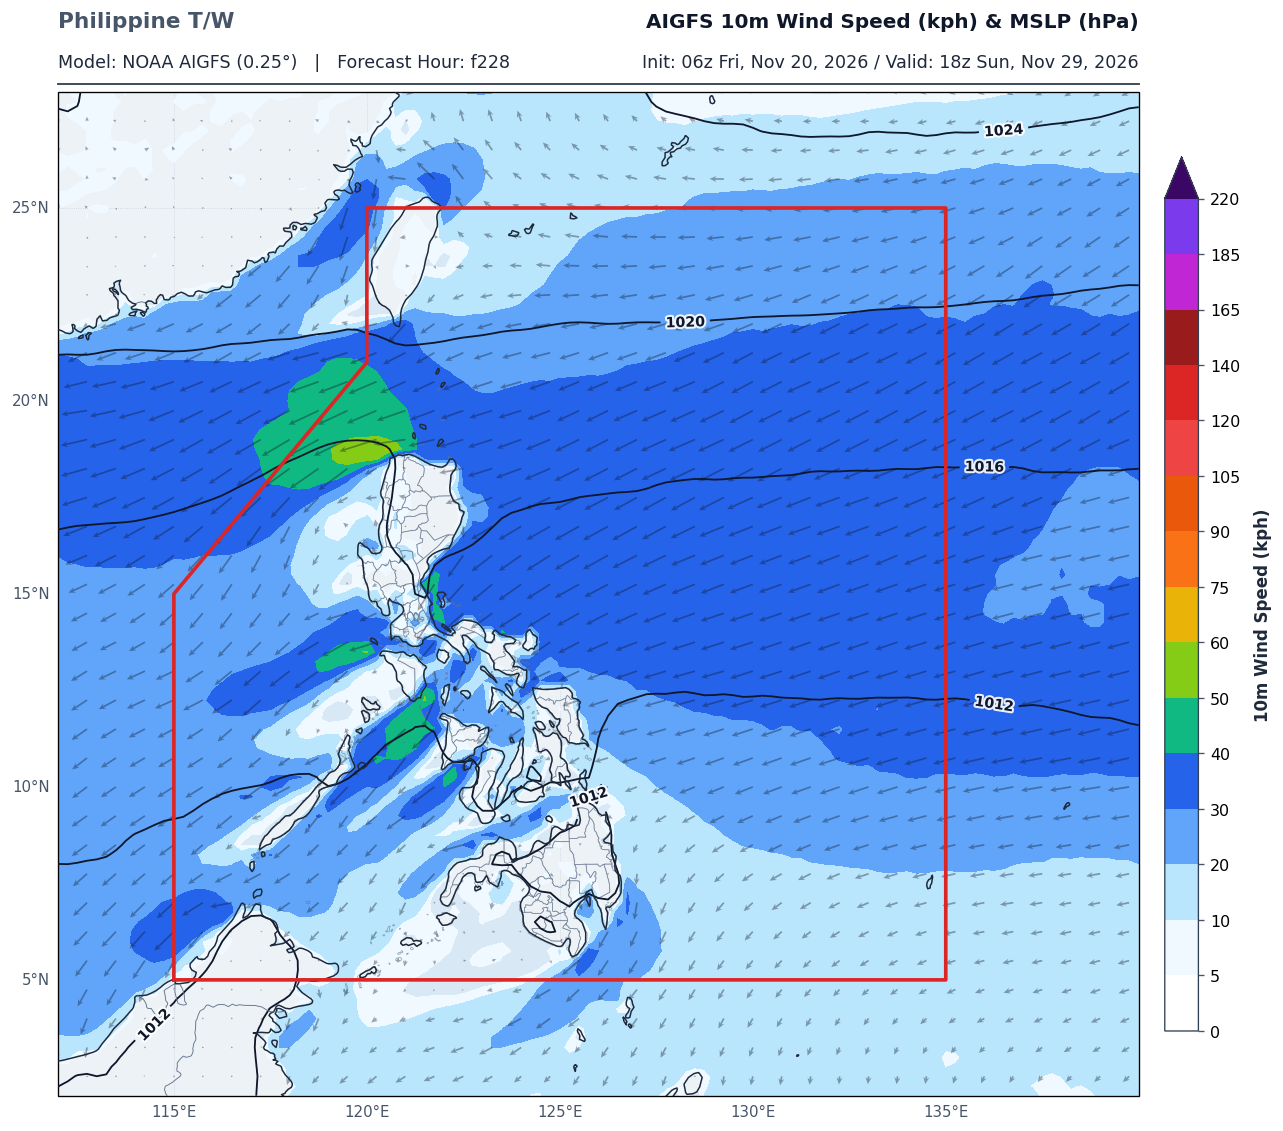 Philippine T/W
AIGFS 10m Wind Speed (kph) & MSLP (hPa)
Model: NOAA AIGFS (0.25°)   |   Forecast Hour: f228
Init: 06z Fri, Nov 20, 2026 / Valid: 18z Sun, Nov 29, 2026
1024
1020
1016
1012
1012
1012
25°N
20°N
15°N
10°N
5°N
115°E
120°E
125°E
130°E
135°E
220
185
165
140
120
105
90
75
60
50
40
30
20
10
5
0
10m Wind Speed (kph)